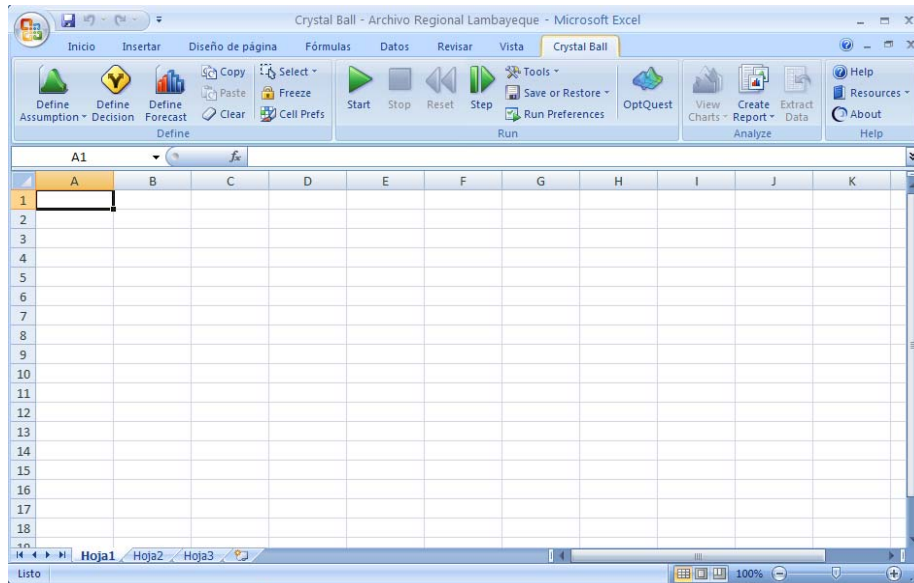 Crystal Ball - Archivo Regional Lambayeque - Microsoft Excel
Inicio Insertar Diseño de página Fórmulas Datos Revisar Vista Crystal Ball
Define Assumption
Define Decision
Define Forecast
Copy
Paste
Clear
Select
Freeze
Cell Prefs
Define
Start
Stop
Reset
Step
Tools
Save or Restore
Run Preferences
OptQuest
Run
View Charts
Create Report
Extract Data
Analyze
Help
Resources
About
Help
A1 fx
A B C D E F G H I J K
1
2
3
4
5
6
7
8
9
10
11
12
13
14
15
16
17
18
19
Hoja1 Hoja2 Hoja3
Listo 100%